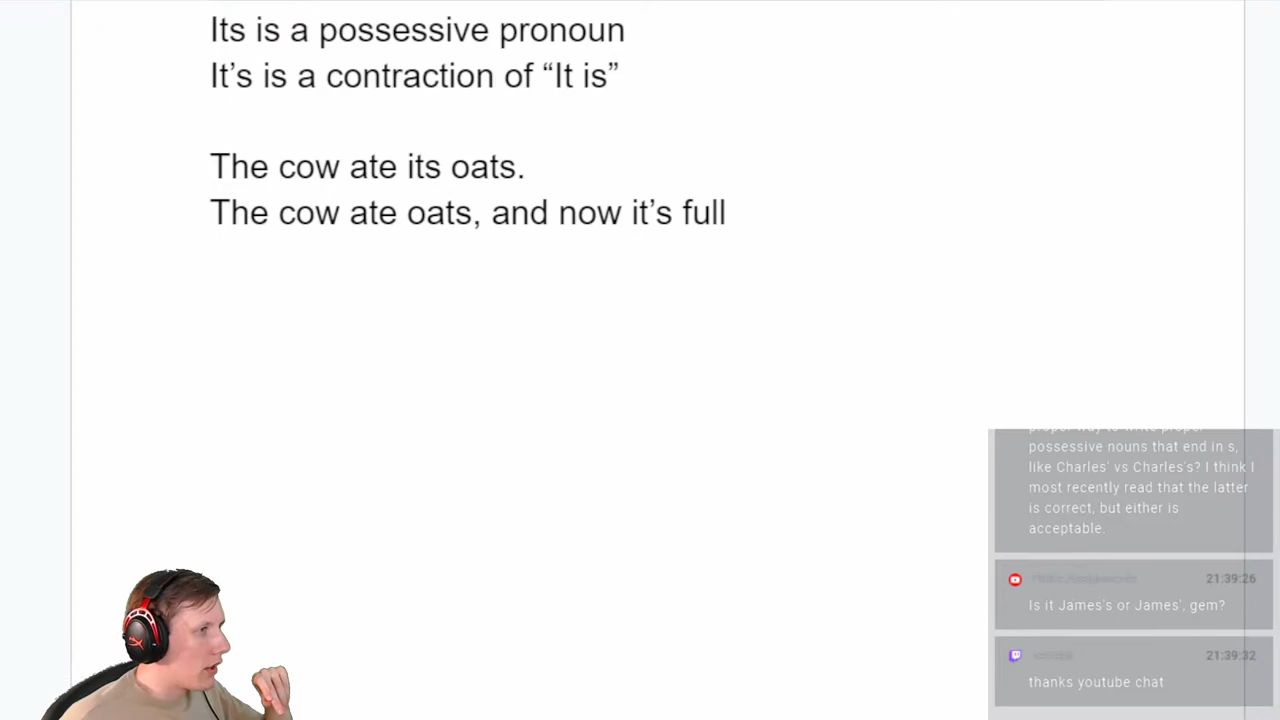 Its is a possessive pronoun
It’s is a contraction of “It is”
The cow ate its oats.
The cow ate oats, and now it’s full
possessive nouns that end in s,
like Charles' vs Charles's? I think I
most recently read that the latter
is correct, but either is
acceptable.
21:39:26
Is it James's or James', gem?
21:39:32
thanks youtube chat